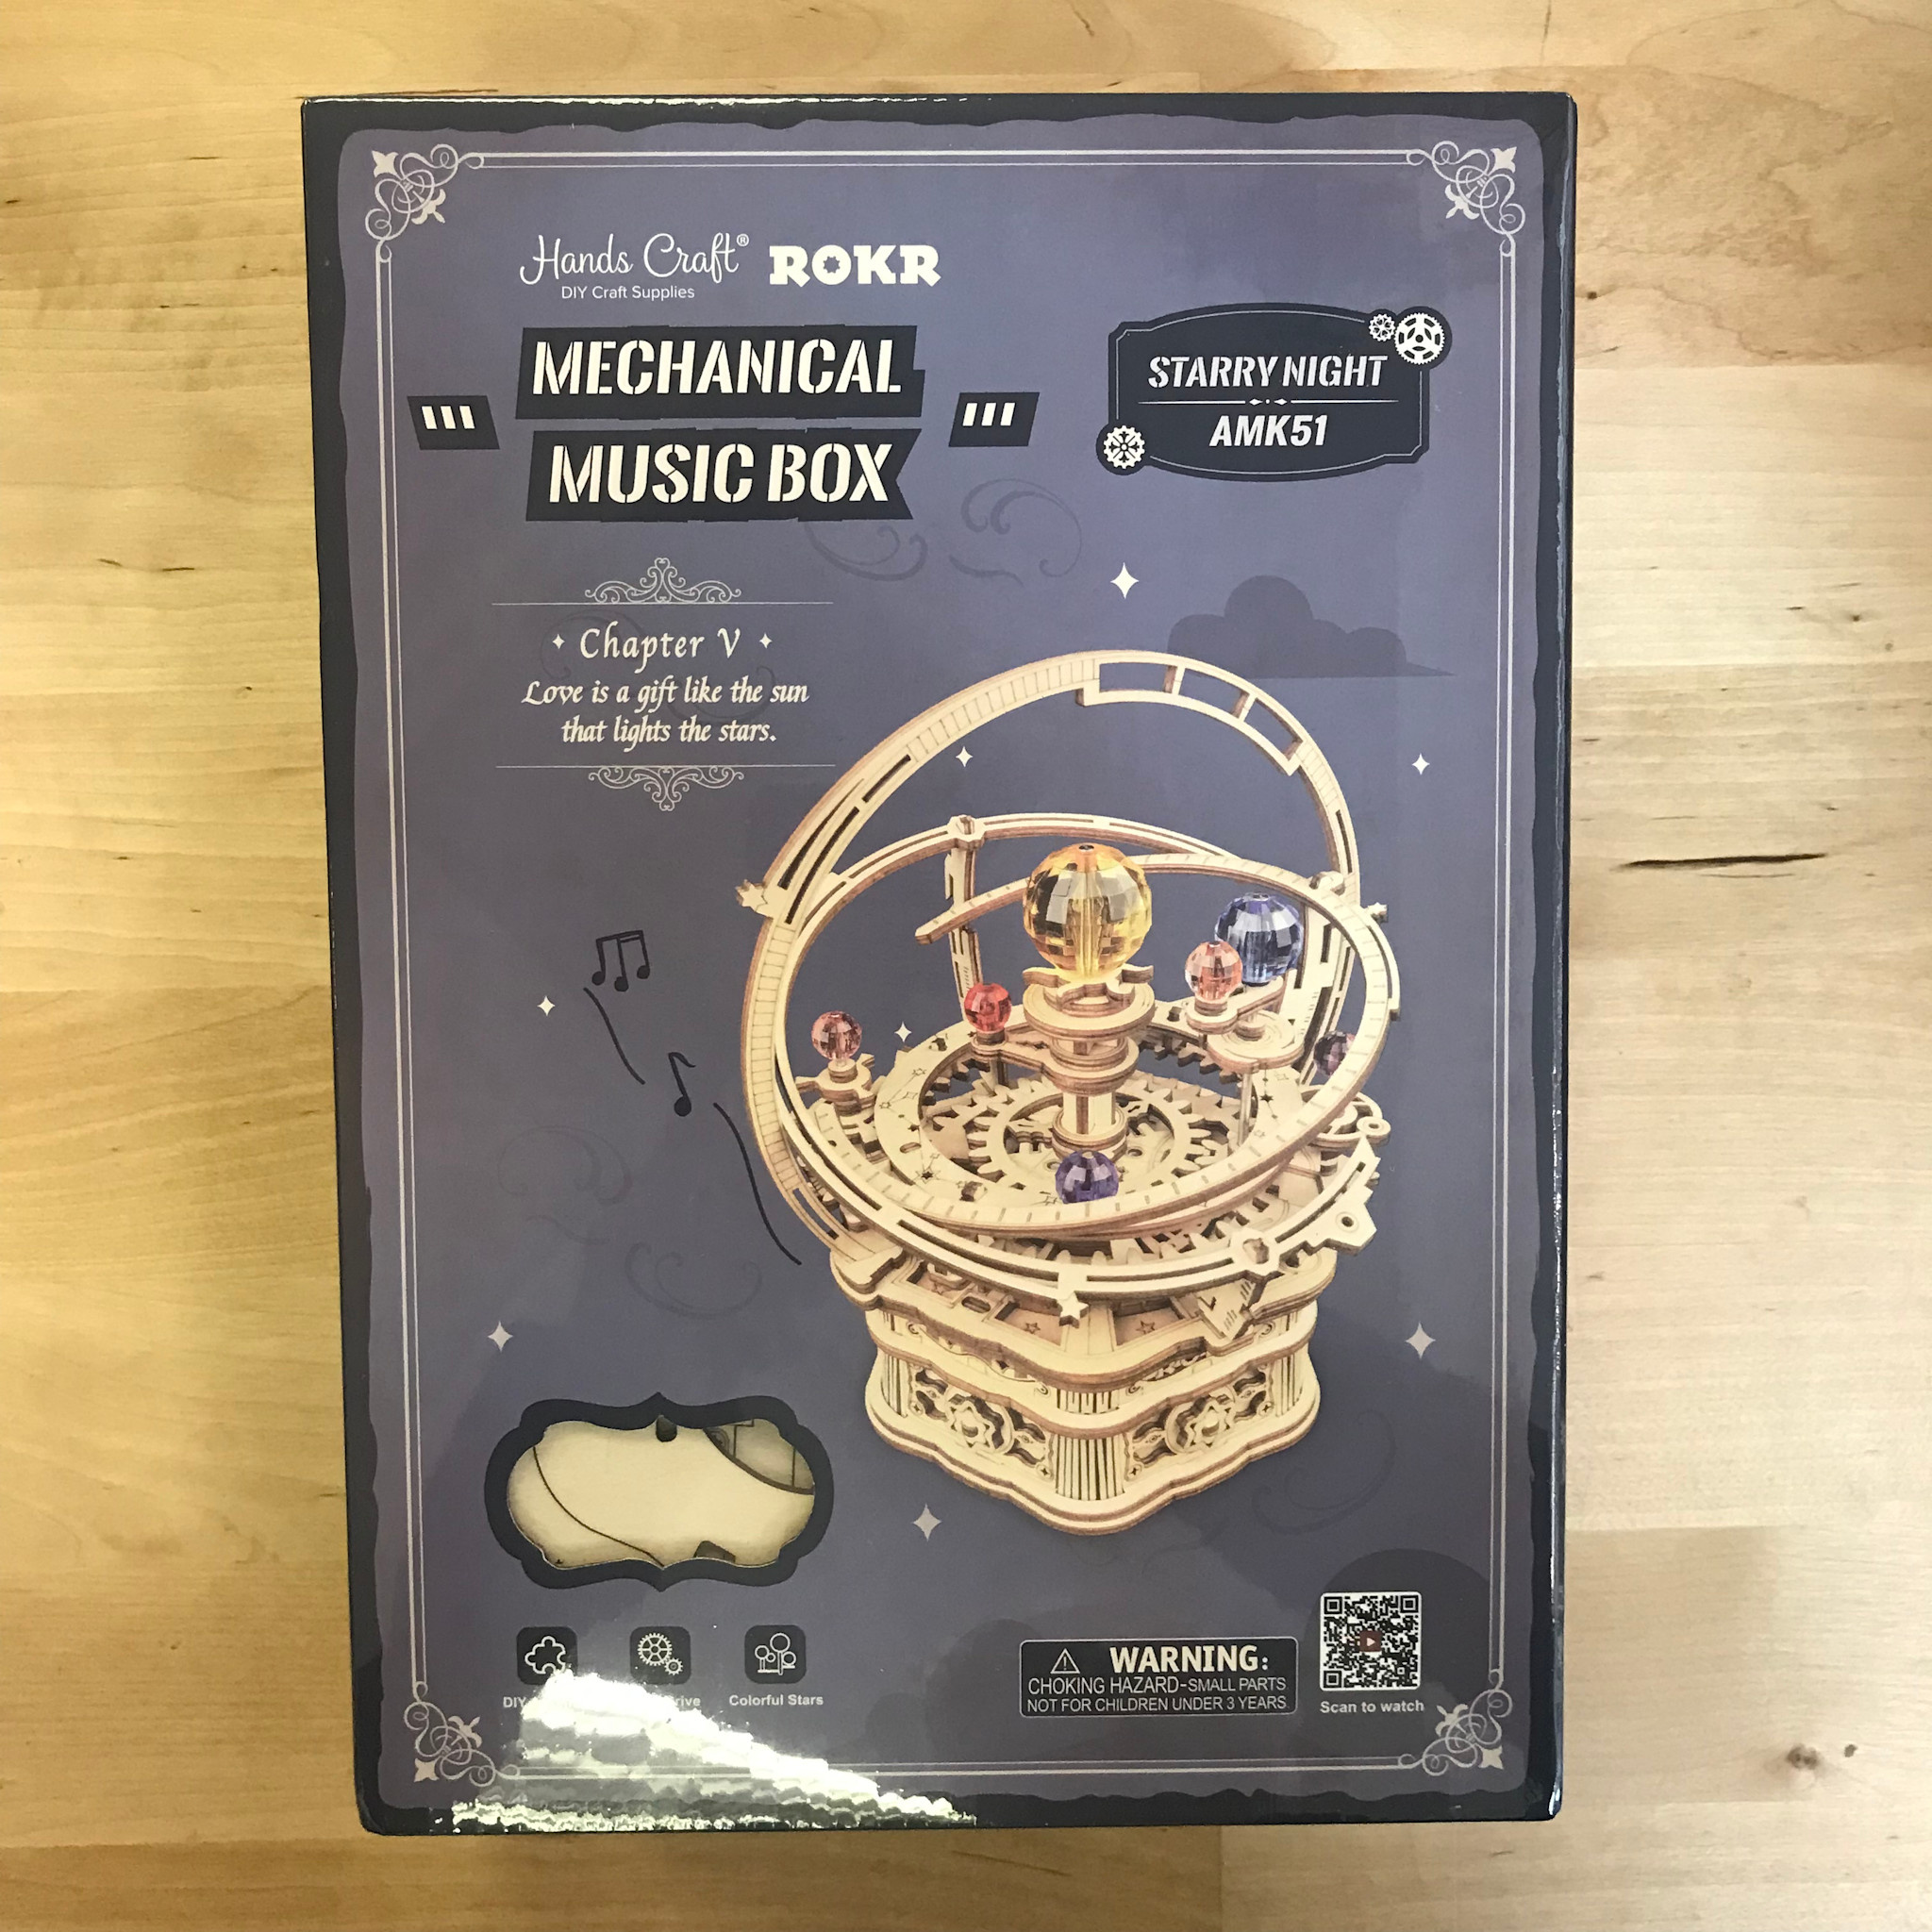 Hands Craft® ROKR
DIY Craft Supplies
MECHANICAL
MUSIC BOX
STARRY NIGHT
AMK51
Chapter V
Love is a gift like the sun
that lights the stars.
DIY
Colorful Stars
WARNING:
CHOKING HAZARD-SMALL PARTS
NOT FOR CHILDREN UNDER 3 YEARS
Scan to watch